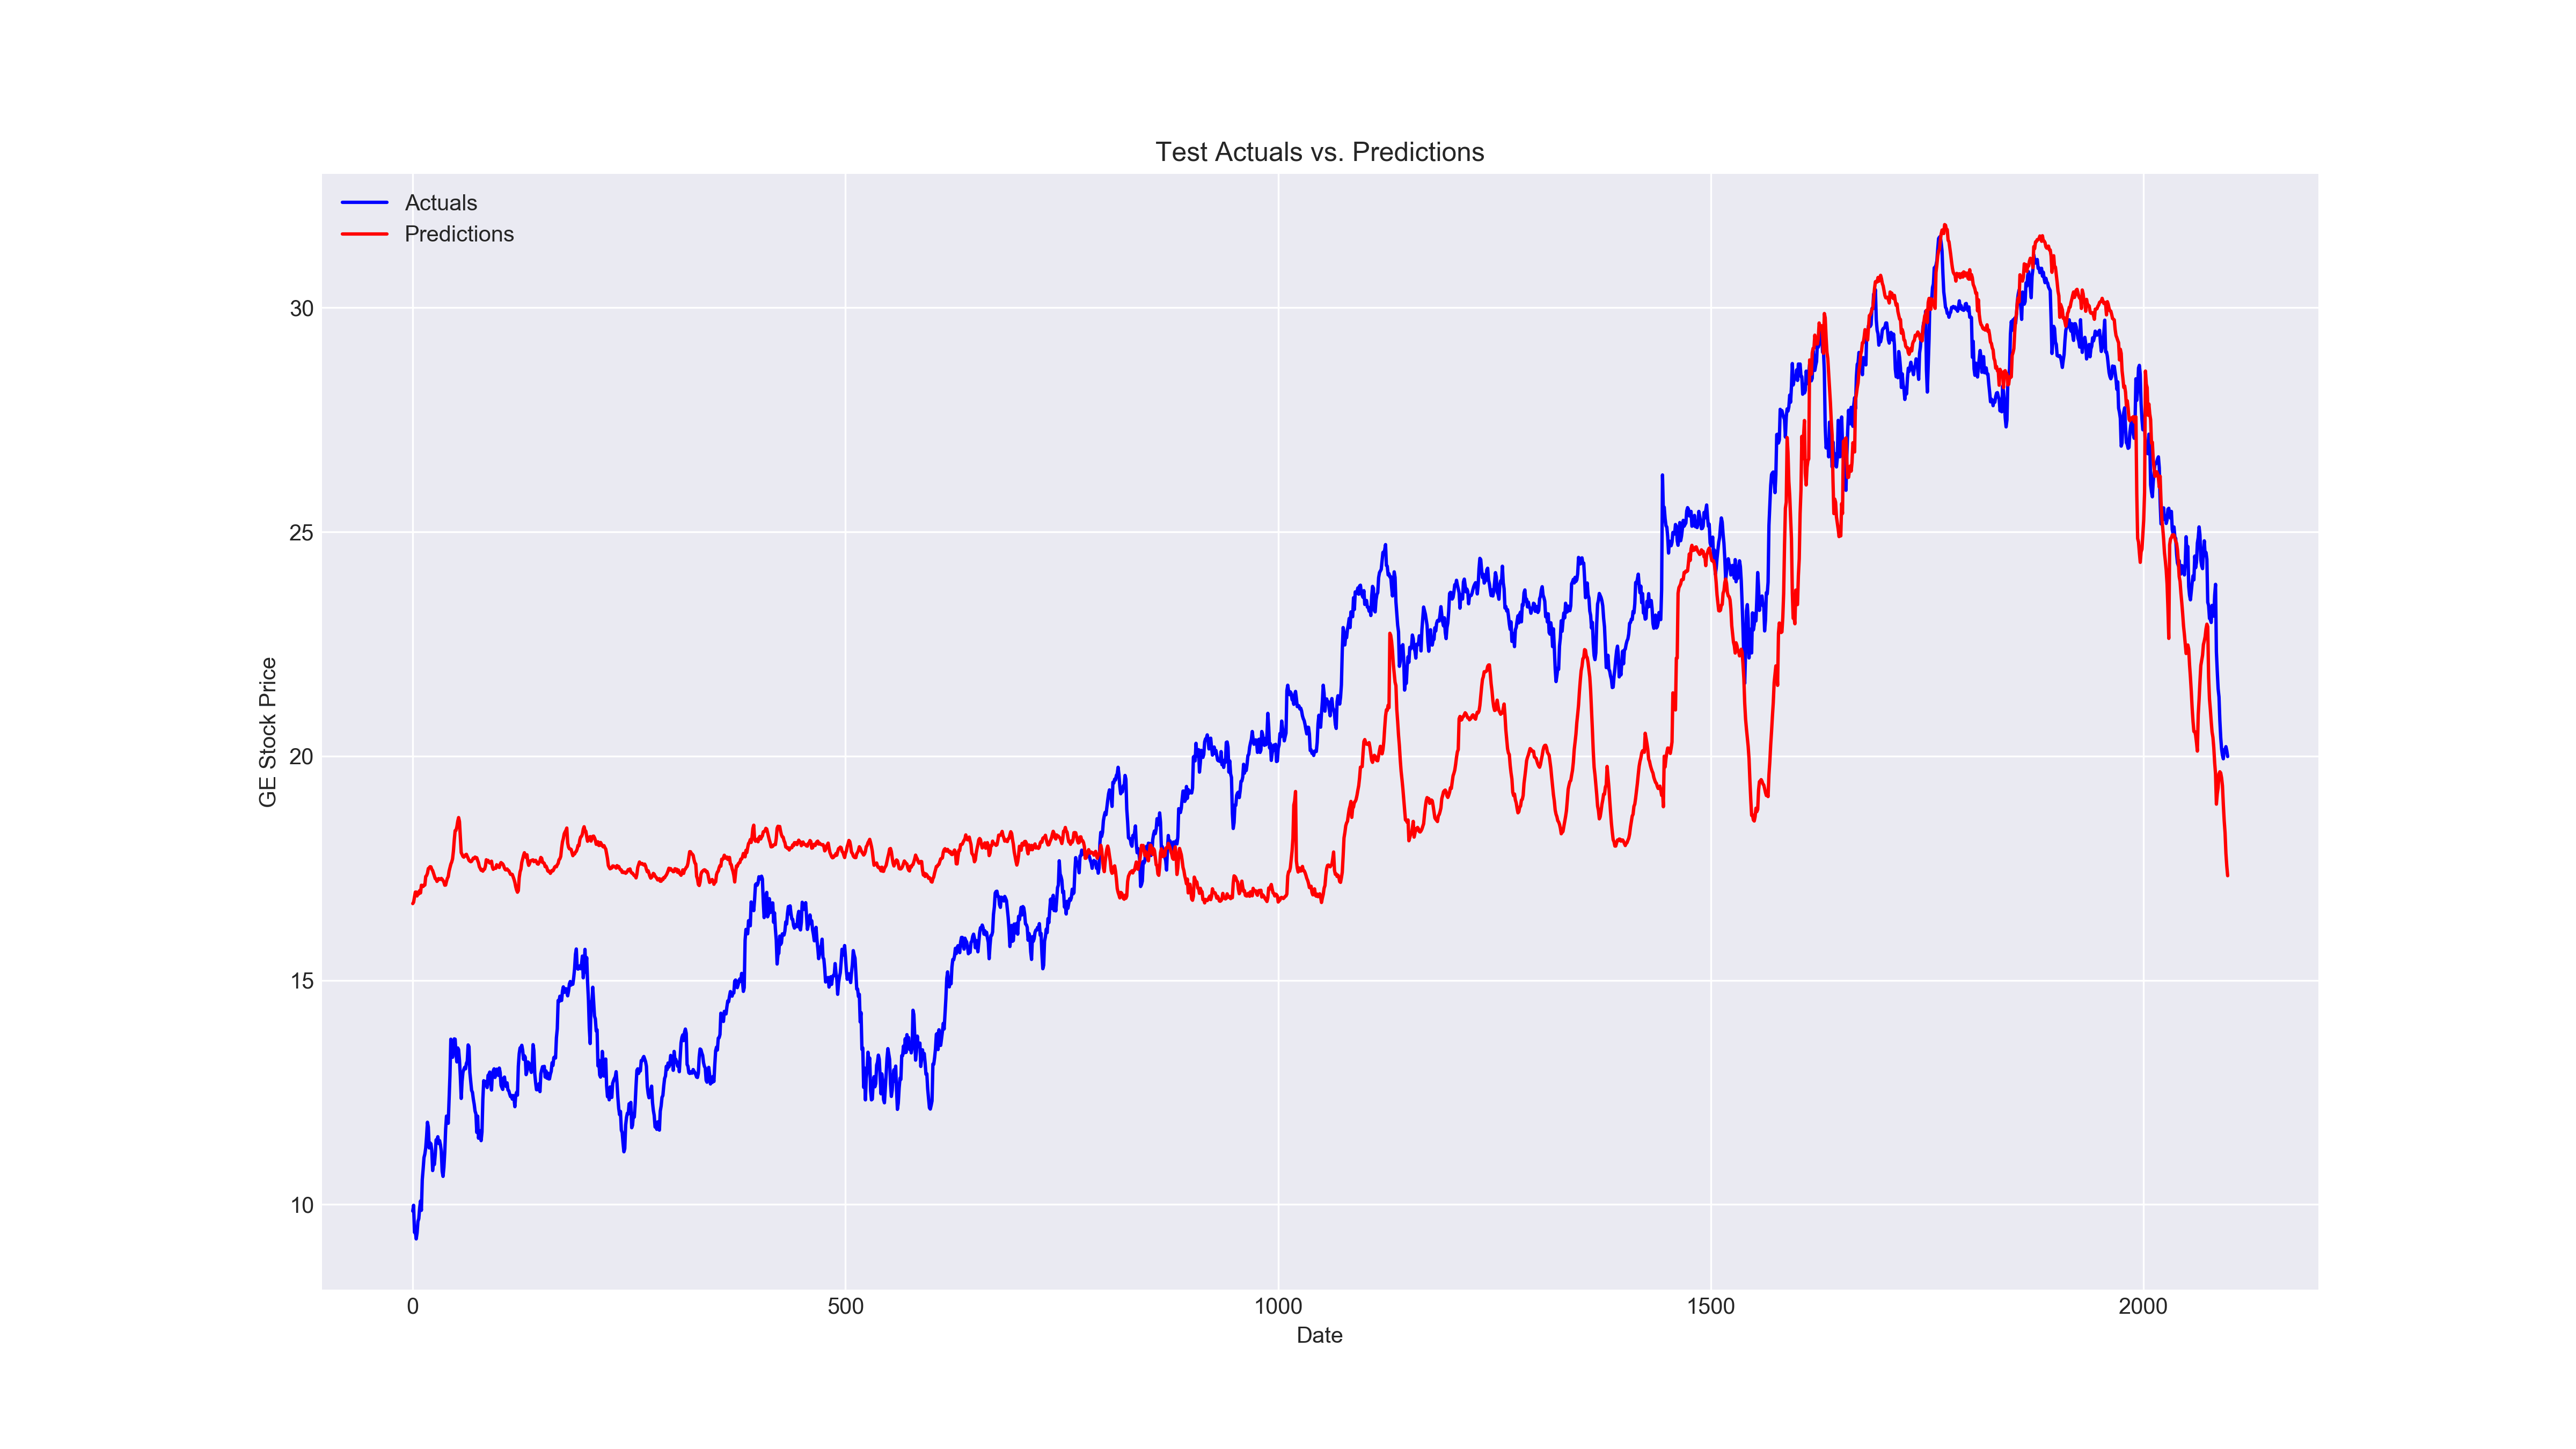 Test Actuals vs. Predictions
Actuals
Predictions
30
25
20
15
10
GE Stock Price
0 500 1000 1500 2000
Date